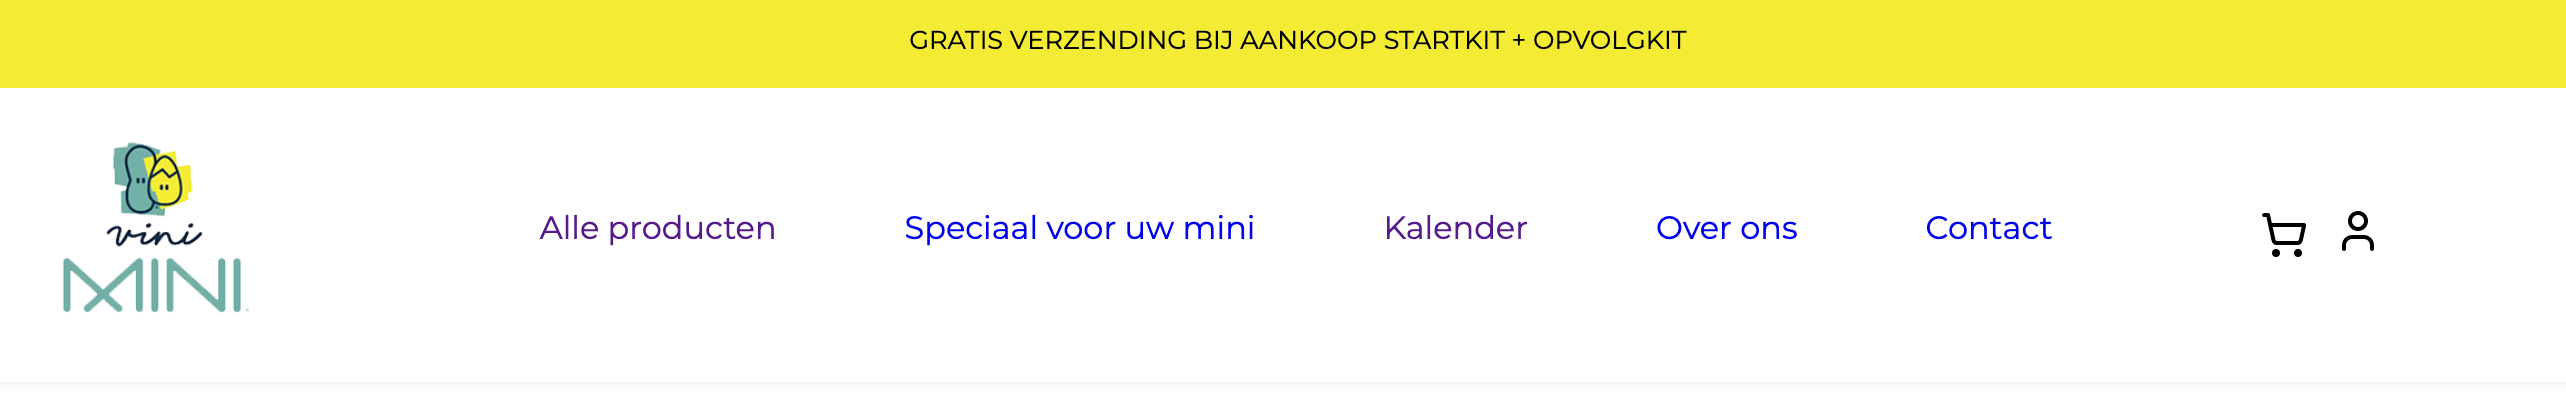 GRATIS VERZENDING BIJ AANKOOP STARTKIT + OPVOLGKIT
vini
MINI
Alle producten
Speciaal voor uw mini
Kalender
Over ons
Contact